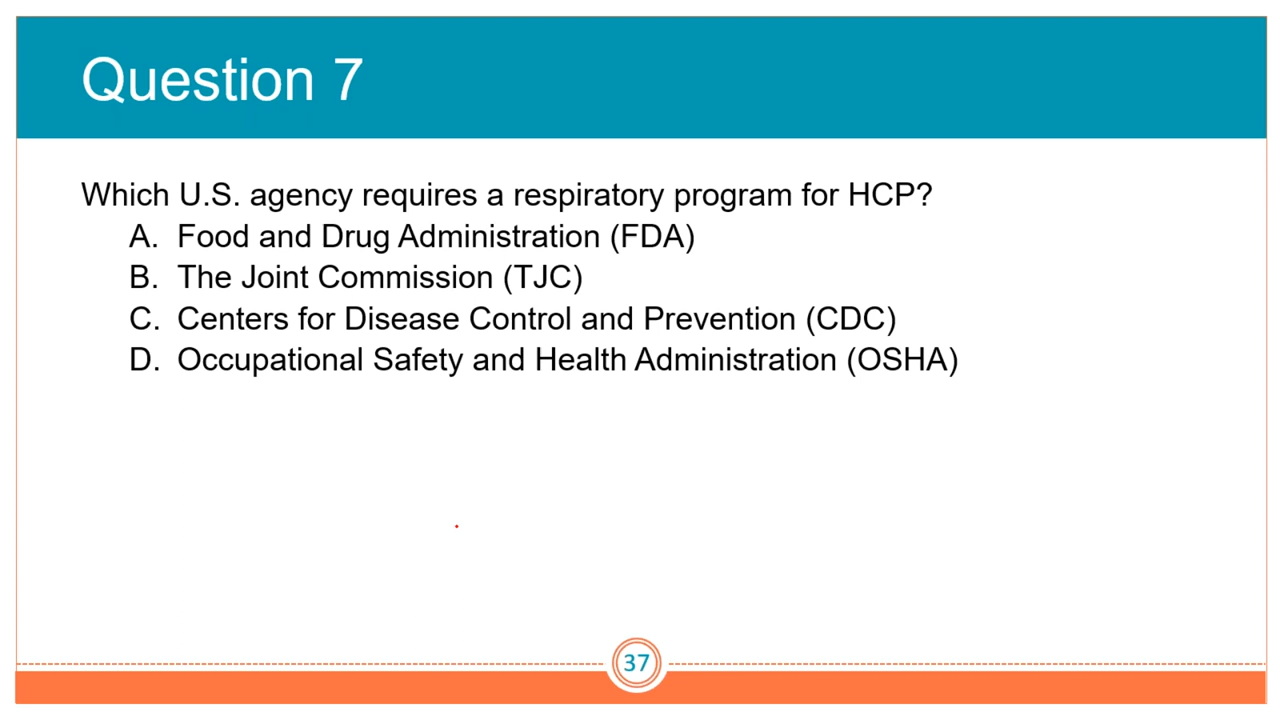 Question 7
Which U.S. agency requires a respiratory program for HCP?
A. Food and Drug Administration (FDA)
B. The Joint Commission (TJC)
C. Centers for Disease Control and Prevention (CDC)
D. Occupational Safety and Health Administration (OSHA)
37